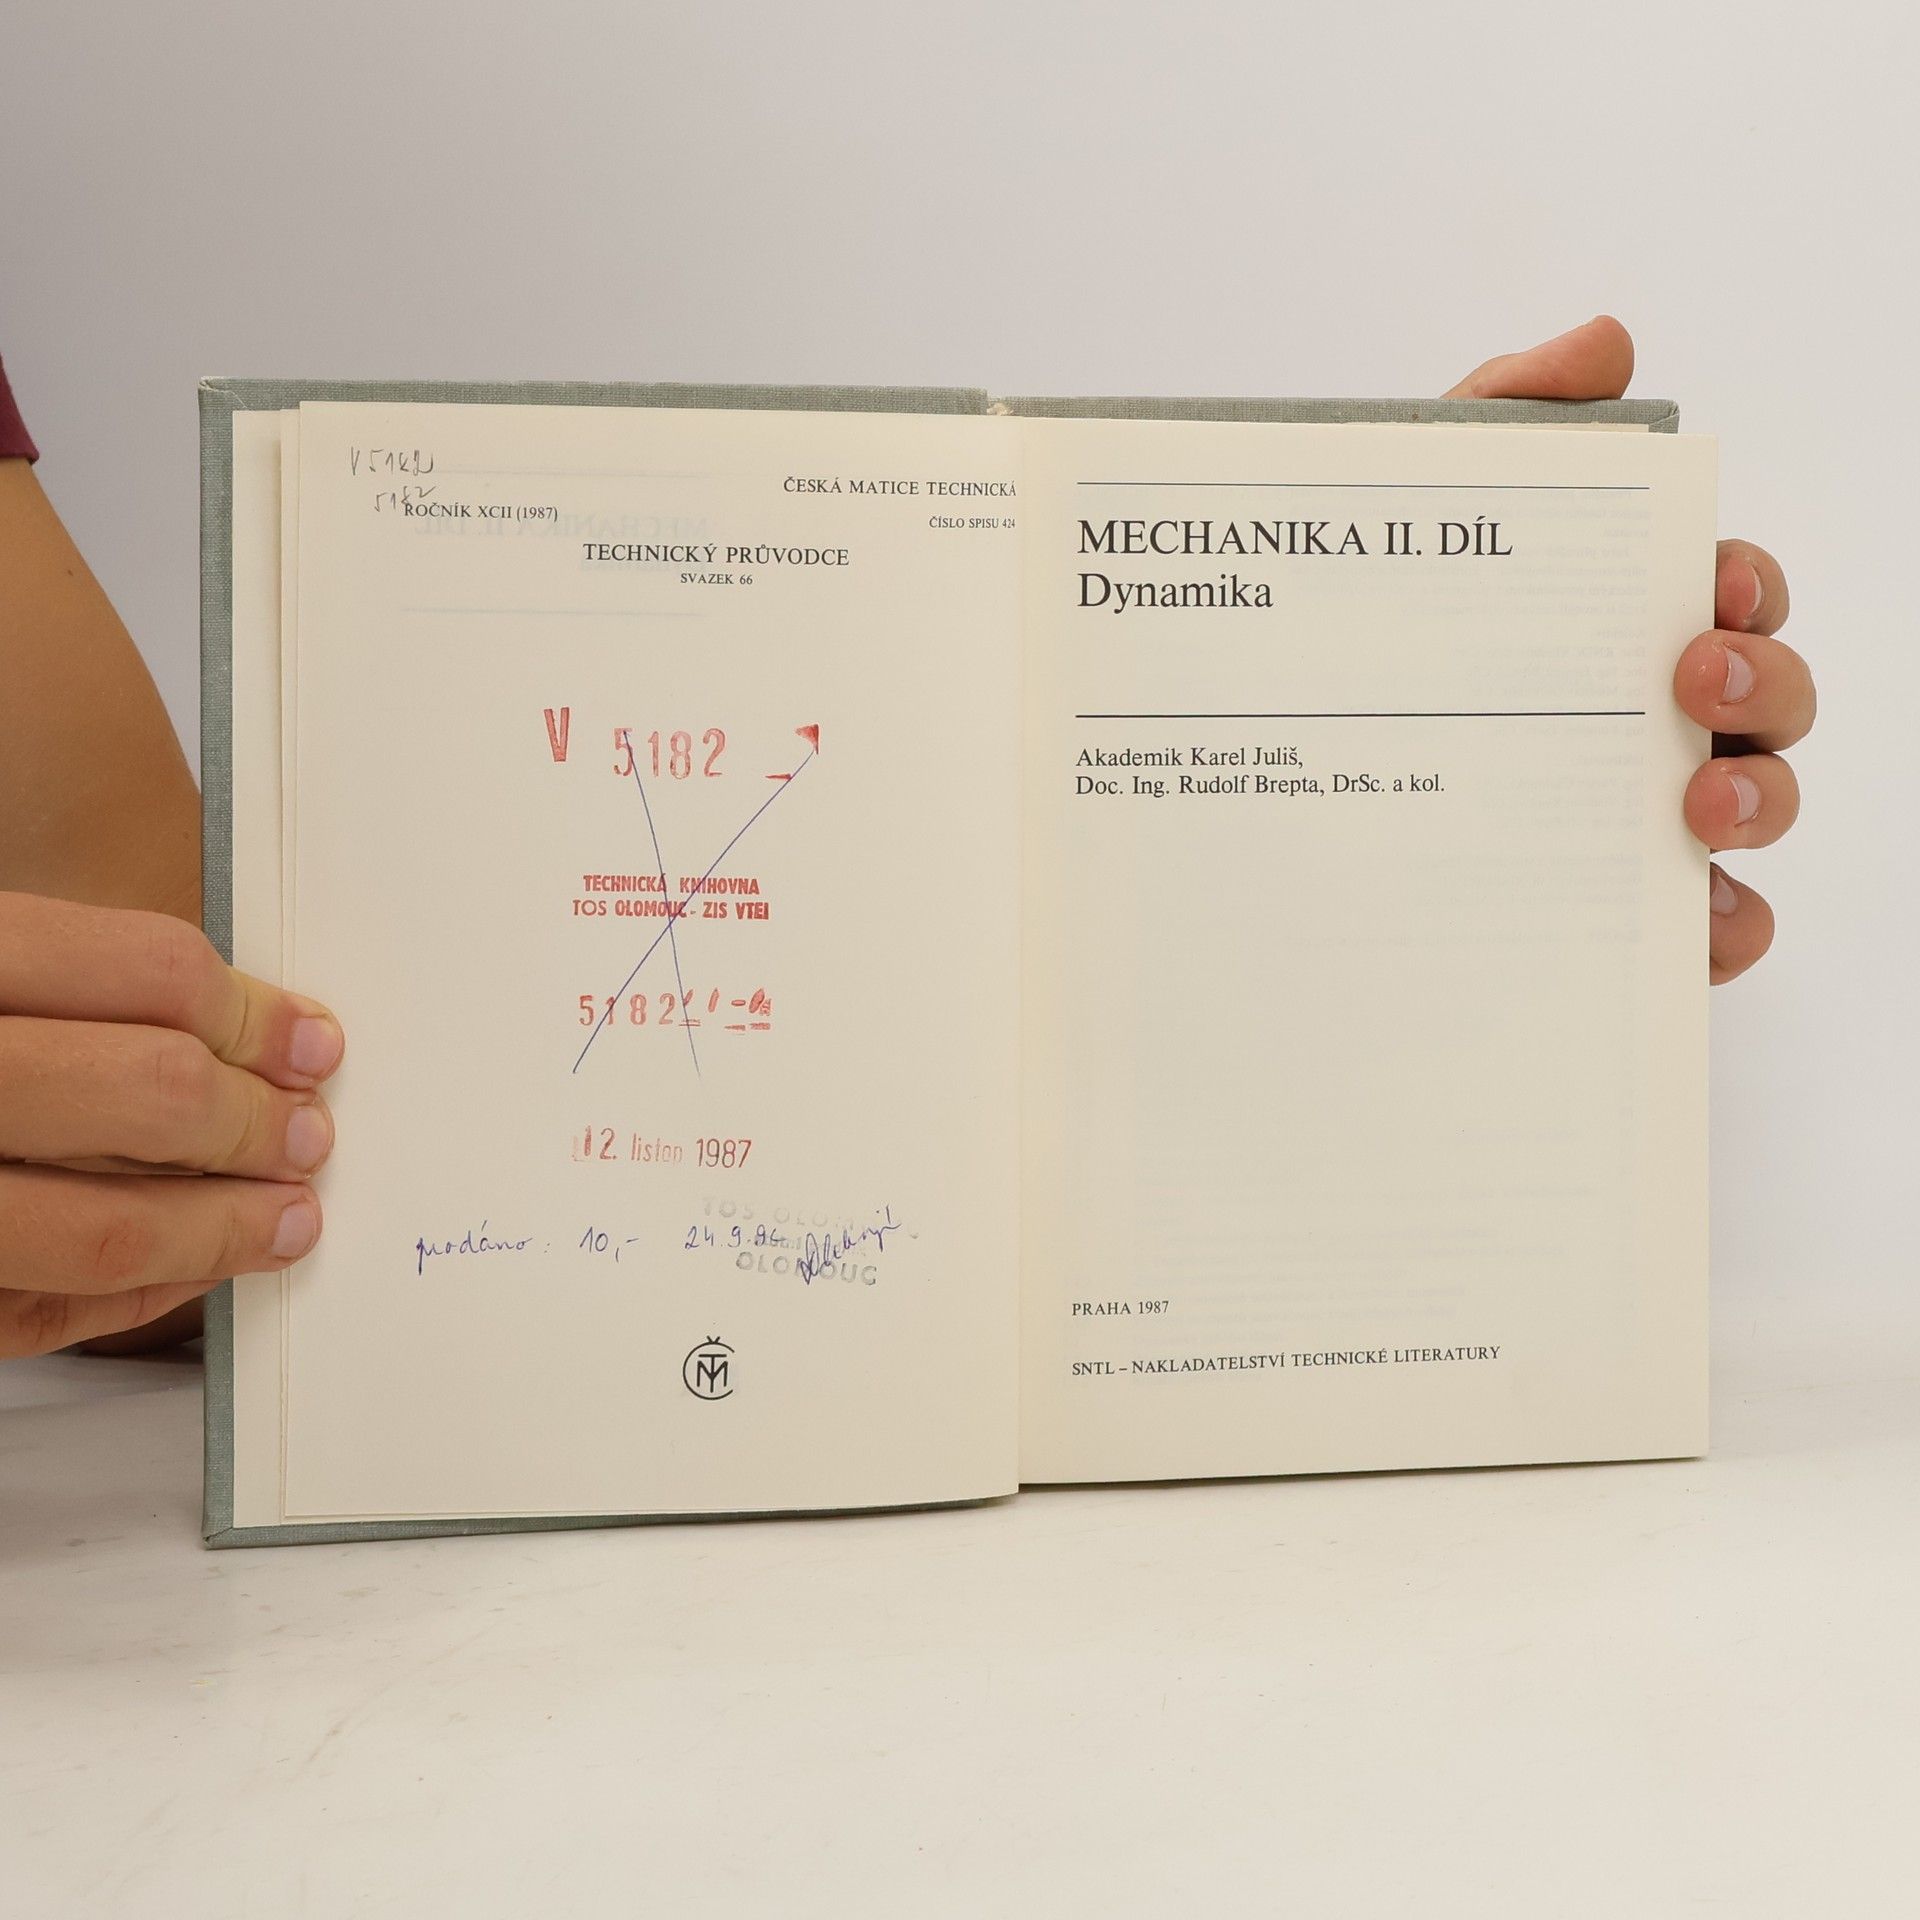 V 5182
5182
ČESKÁ MATICE TECHNICKÁ
ROČNÍK XCII (1987)
ČÍSLO SPISU 424
TECHNICKÝ PRŮVODCE
SVAZEK 66
V 5182
TECHNICKÁ KNIHOVNA
TOS OLOMOUC - ZIS VTEI
5182
12. listop 1987
TOS OLOM
prodáno: 10,- 24.9.96
OLOMOUC
ČMT
MECHANIKA II. DÍL
Dynamika
Akademik Karel Juliš,
Doc. Ing. Rudolf Brepta, DrSc. a kol.
PRAHA 1987
SNTL – NAKLADATELSTVÍ TECHNICKÉ LITERATURY